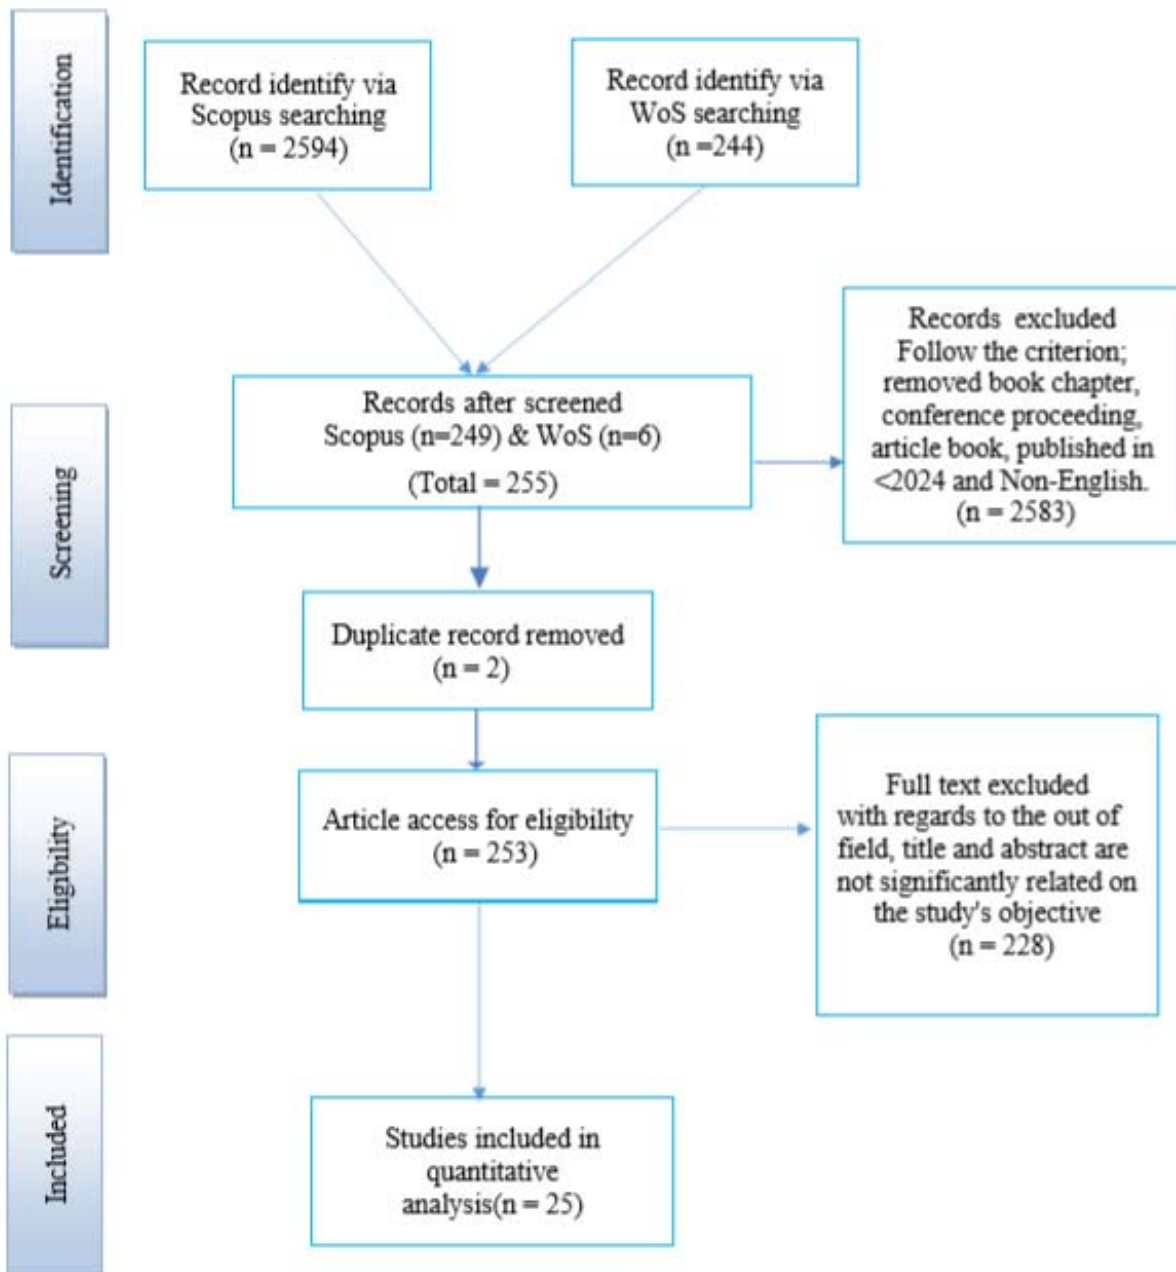 Identification
Record identify via
Scopus searching
(n = 2594)
Record identify via
WoS searching
(n =244)
Screening
Records after screened
Scopus (n=249) & WoS (n=6)
(Total = 255)
Records excluded
Follow the criterion;
removed book chapter,
conference proceeding,
article book, published in
<2024 and Non-English.
(n = 2583)
Duplicate record removed
(n = 2)
Eligibility
Article access for eligibility
(n = 253)
Full text excluded
with regards to the out of
field, title and abstract are
not significantly related on
the study's objective
(n = 228)
Included
Studies included in
quantitative
analysis(n = 25)